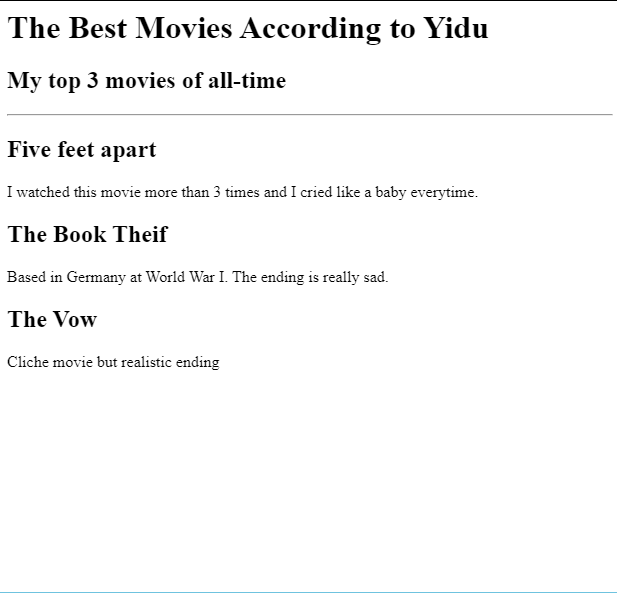 The Best Movies According to Yidu
My top 3 movies of all-time
Five feet apart
I watched this movie more than 3 times and I cried like a baby everytime.
The Book Theif
Based in Germany at World War I. The ending is really sad.
The Vow
Cliche movie but realistic ending